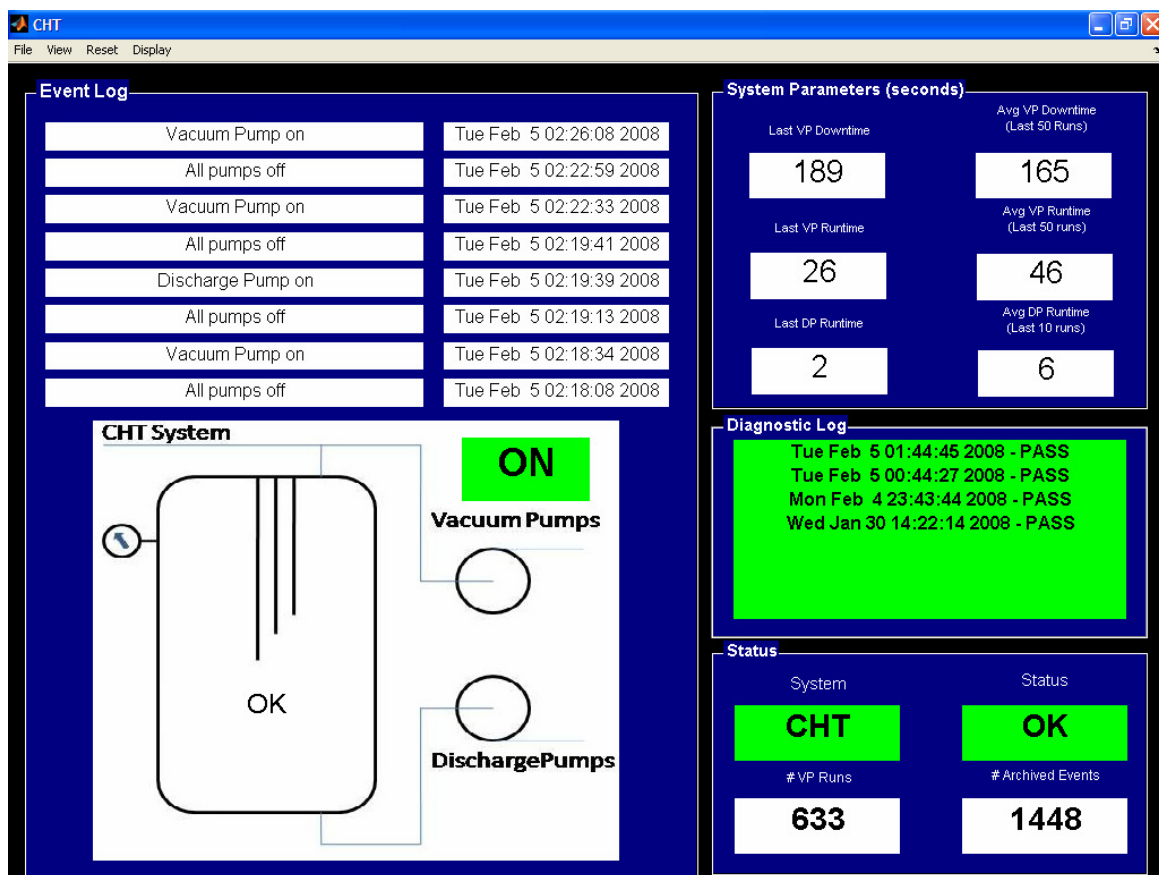 CHT
File View Reset Display
Event Log
Vacuum Pump on Tue Feb 5 02:26:08 2008
All pumps off Tue Feb 5 02:22:59 2008
Vacuum Pump on Tue Feb 5 02:22:33 2008
All pumps off Tue Feb 5 02:19:41 2008
Discharge Pump on Tue Feb 5 02:19:39 2008
All pumps off Tue Feb 5 02:19:13 2008
Vacuum Pump on Tue Feb 5 02:18:34 2008
All pumps off Tue Feb 5 02:18:08 2008
CHT System
ON
Vacuum Pumps
OK
DischargePumps
System Parameters (seconds)
Last VP Downtime
Avg VP Downtime
(Last 50 Runs)
189 165
Last VP Runtime
Avg VP Runtime
(Last 50 runs)
26 46
Last DP Runtime
Avg DP Runtime
(Last 10 runs)
2 6
Diagnostic Log
Tue Feb 5 01:44:45 2008 - PASS
Tue Feb 5 00:44:27 2008 - PASS
Mon Feb 4 23:43:44 2008 - PASS
Wed Jan 30 14:22:14 2008 - PASS
Status
System Status
CHT OK
# VP Runs # Archived Events
633 1448